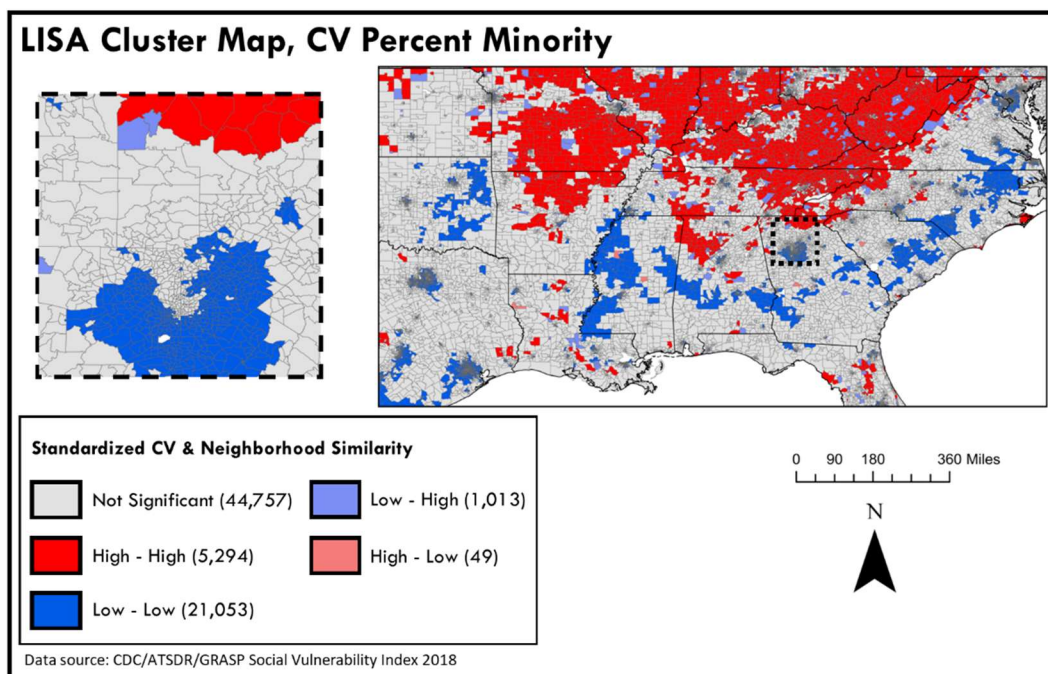 LISA Cluster Map, CV Percent Minority
Standardized CV & Neighborhood Similarity
Not Significant (44,757)
Low - High (1,013)
High - High (5,294)
High - Low (49)
Low - Low (21,053)
0 90 180 360 Miles
N
Data source: CDC/ATSDR/GRASP Social Vulnerability Index 2018